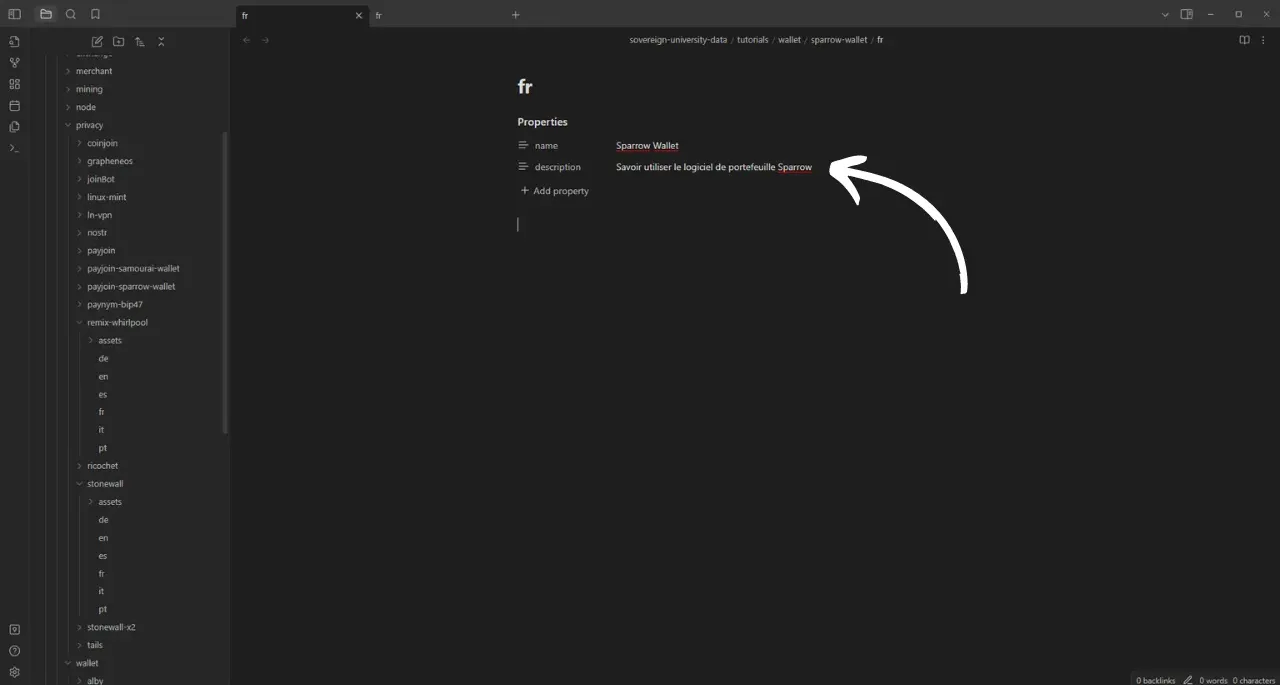 fr
fr
sovereign-university-data / tutorials / wallet / sparrow-wallet / fr
merchant
mining
node
privacy
coinjoin
grapheneos
joinBot
linux-mint
ln-vpn
nostr
payjoin
payjoin-samourai-wallet
payjoin-sparrow-wallet
paynym-bip47
remix-whirlpool
assets
de
en
es
fr
it
pt
ricochet
stonewall
assets
de
en
es
fr
it
pt
stonewall-x2
tails
wallet
alby
fr
Properties
name Sparrow Wallet
description Savoir utiliser le logiciel de portefeuille Sparrow
Add property
0 backlinks 0 words 0 characters